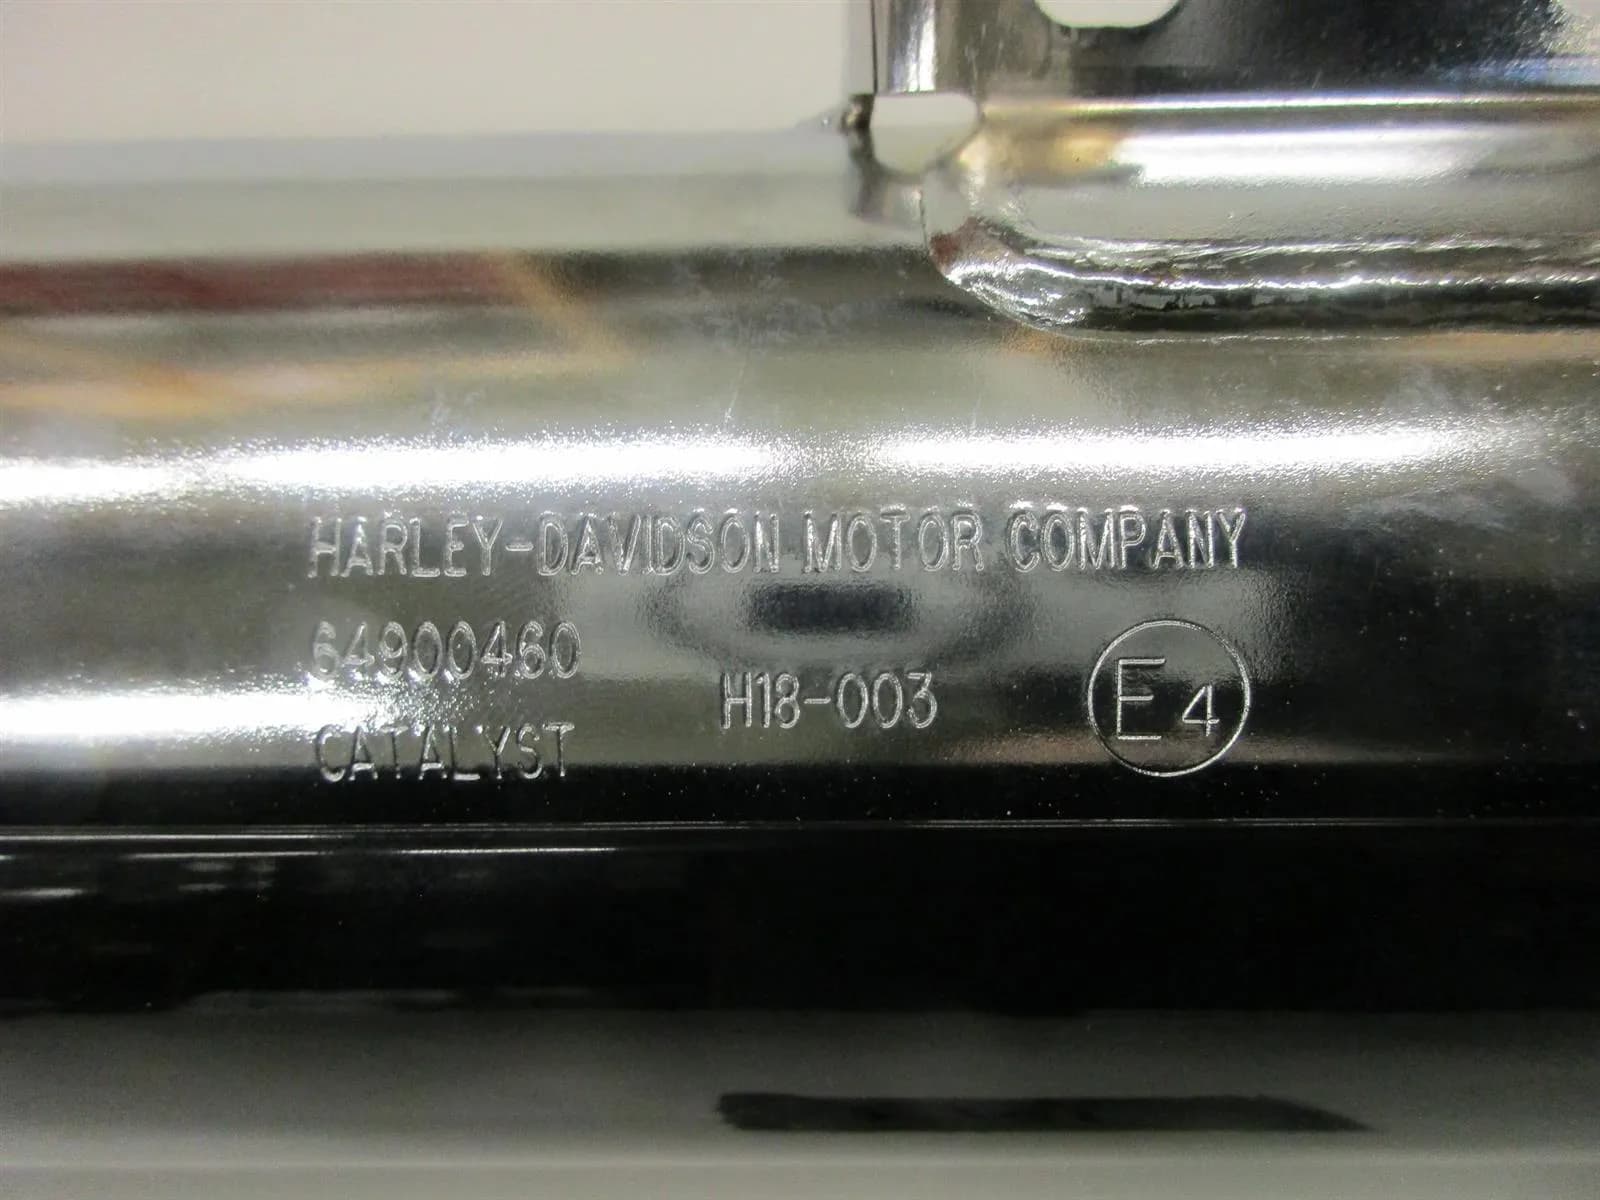 HARLEY-DAVIDSON MOTOR COMPANY
64900460
H18-003
E4
CATALYST